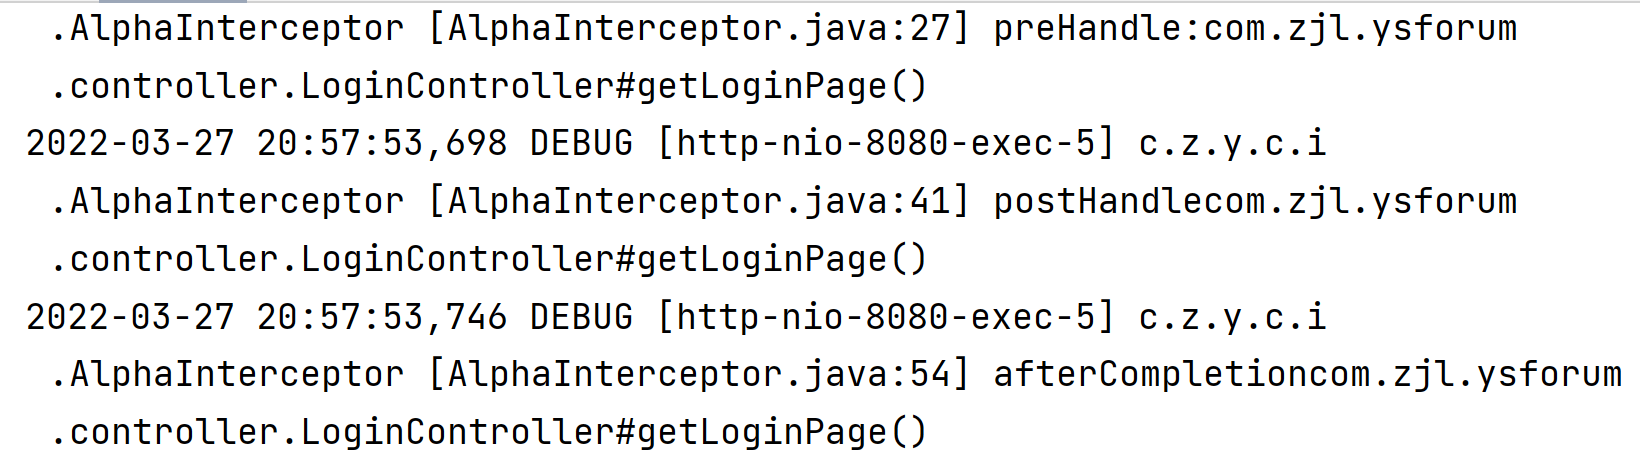 .AlphaInterceptor [AlphaInterceptor.java:27] preHandle:com.zjl.ysforum
.controller.LoginController#getLoginPage()
2022-03-27 20:57:53,698 DEBUG [http-nio-8080-exec-5] c.z.y.c.i
.AlphaInterceptor [AlphaInterceptor.java:41] postHandlecom.zjl.ysforum
.controller.LoginController#getLoginPage()
2022-03-27 20:57:53,746 DEBUG [http-nio-8080-exec-5] c.z.y.c.i
.AlphaInterceptor [AlphaInterceptor.java:54] afterCompletioncom.zjl.ysforum
.controller.LoginController#getLoginPage()